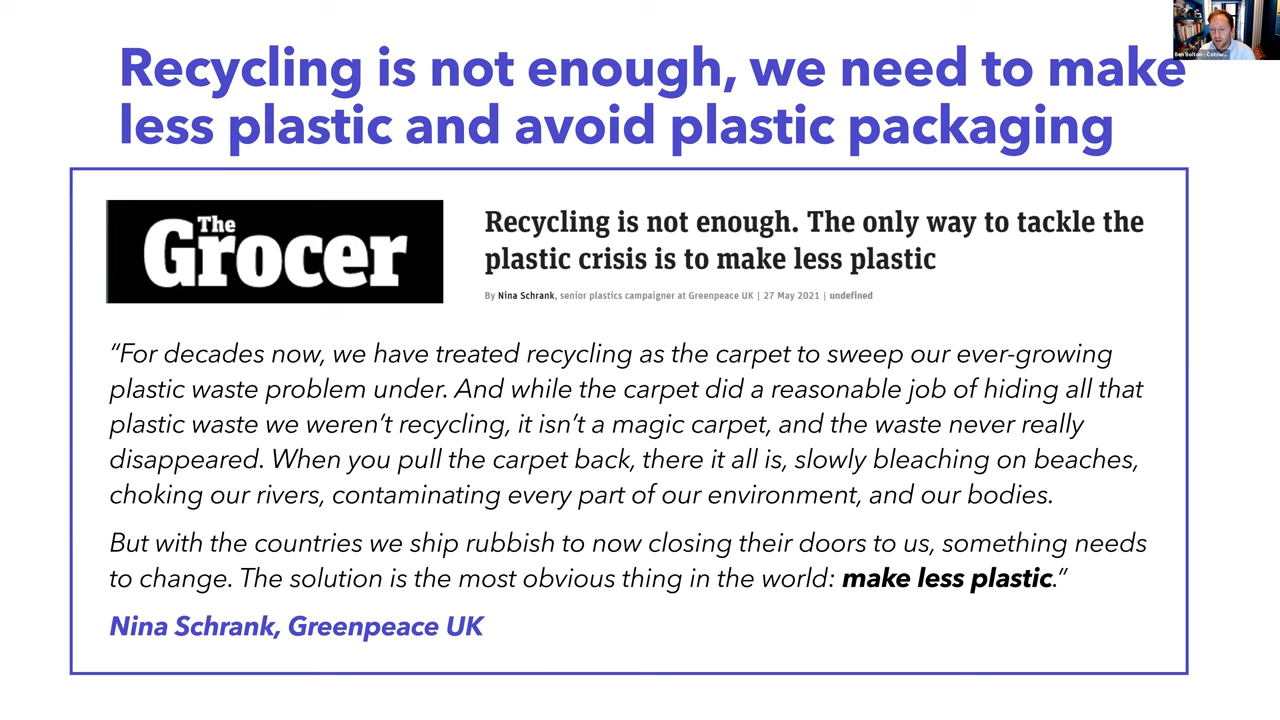 Recycling is not enough, we need to make
less plastic and avoid plastic packaging
The
Grocer
Recycling is not enough. The only way to tackle the
plastic crisis is to make less plastic
By Nina Schrank, senior plastics campaigner at Greenpeace UK | 27 May 2021 | undefined
“For decades now, we have treated recycling as the carpet to sweep our ever-growing
plastic waste problem under. And while the carpet did a reasonable job of hiding all that
plastic waste we weren’t recycling, it isn’t a magic carpet, and the waste never really
disappeared. When you pull the carpet back, there it all is, slowly bleaching on beaches,
choking our rivers, contaminating every part of our environment, and our bodies.
But with the countries we ship rubbish to now closing their doors to us, something needs
to change. The solution is the most obvious thing in the world: make less plastic.”
Nina Schrank, Greenpeace UK